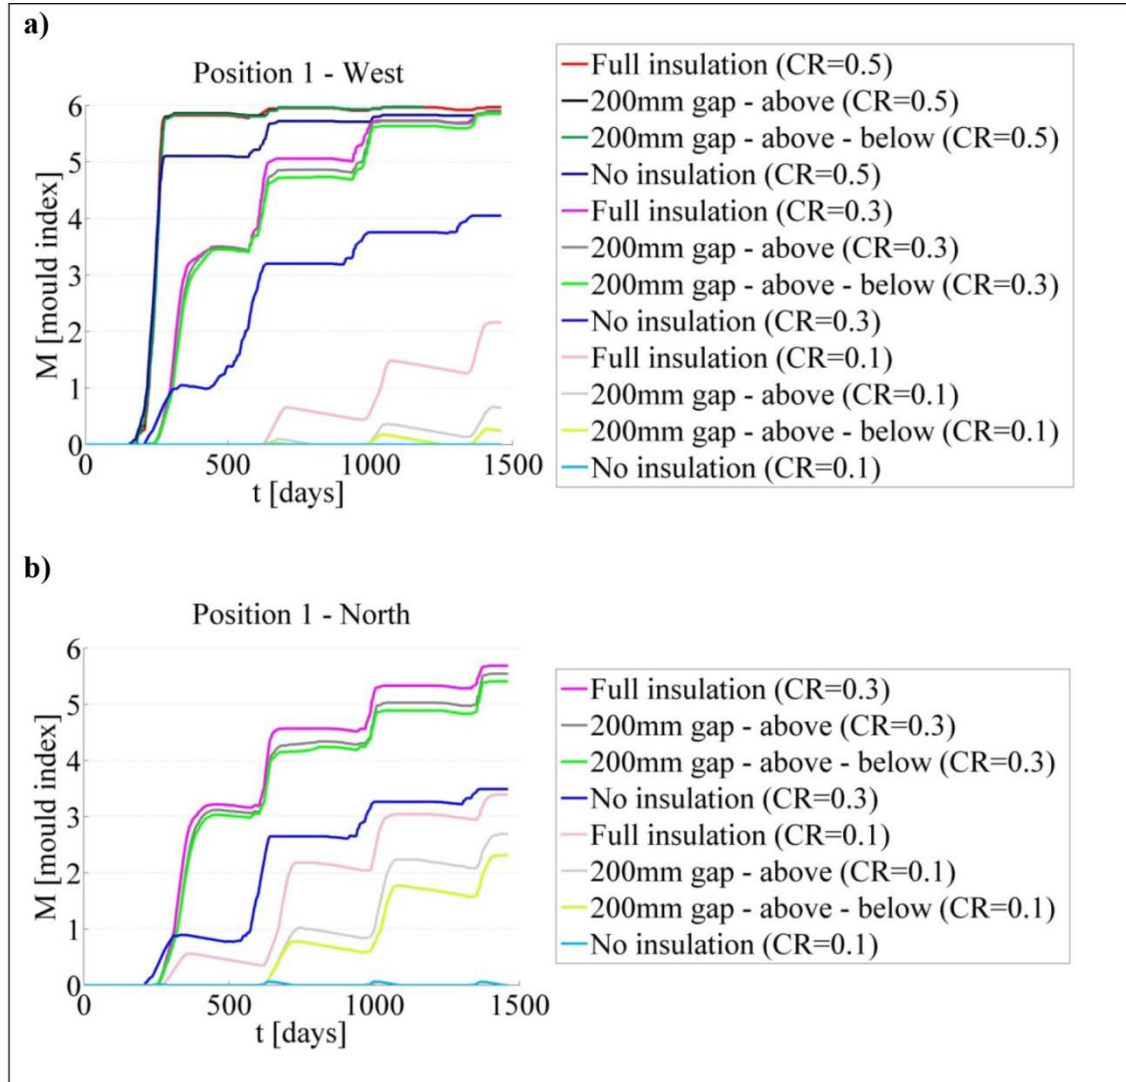 a)
Position 1 - West
M [mould index]
6
5
4
3
2
1
0
0 500 1000 1500
t [days]
Full insulation (CR=0.5)
200mm gap - above (CR=0.5)
200mm gap - above - below (CR=0.5)
No insulation (CR=0.5)
Full insulation (CR=0.3)
200mm gap - above (CR=0.3)
200mm gap - above - below (CR=0.3)
No insulation (CR=0.3)
Full insulation (CR=0.1)
200mm gap - above (CR=0.1)
200mm gap - above - below (CR=0.1)
No insulation (CR=0.1)
b)
Position 1 - North
M [mould index]
6
5
4
3
2
1
0
0 500 1000 1500
t [days]
Full insulation (CR=0.3)
200mm gap - above (CR=0.3)
200mm gap - above - below (CR=0.3)
No insulation (CR=0.3)
Full insulation (CR=0.1)
200mm gap - above (CR=0.1)
200mm gap - above - below (CR=0.1)
No insulation (CR=0.1)